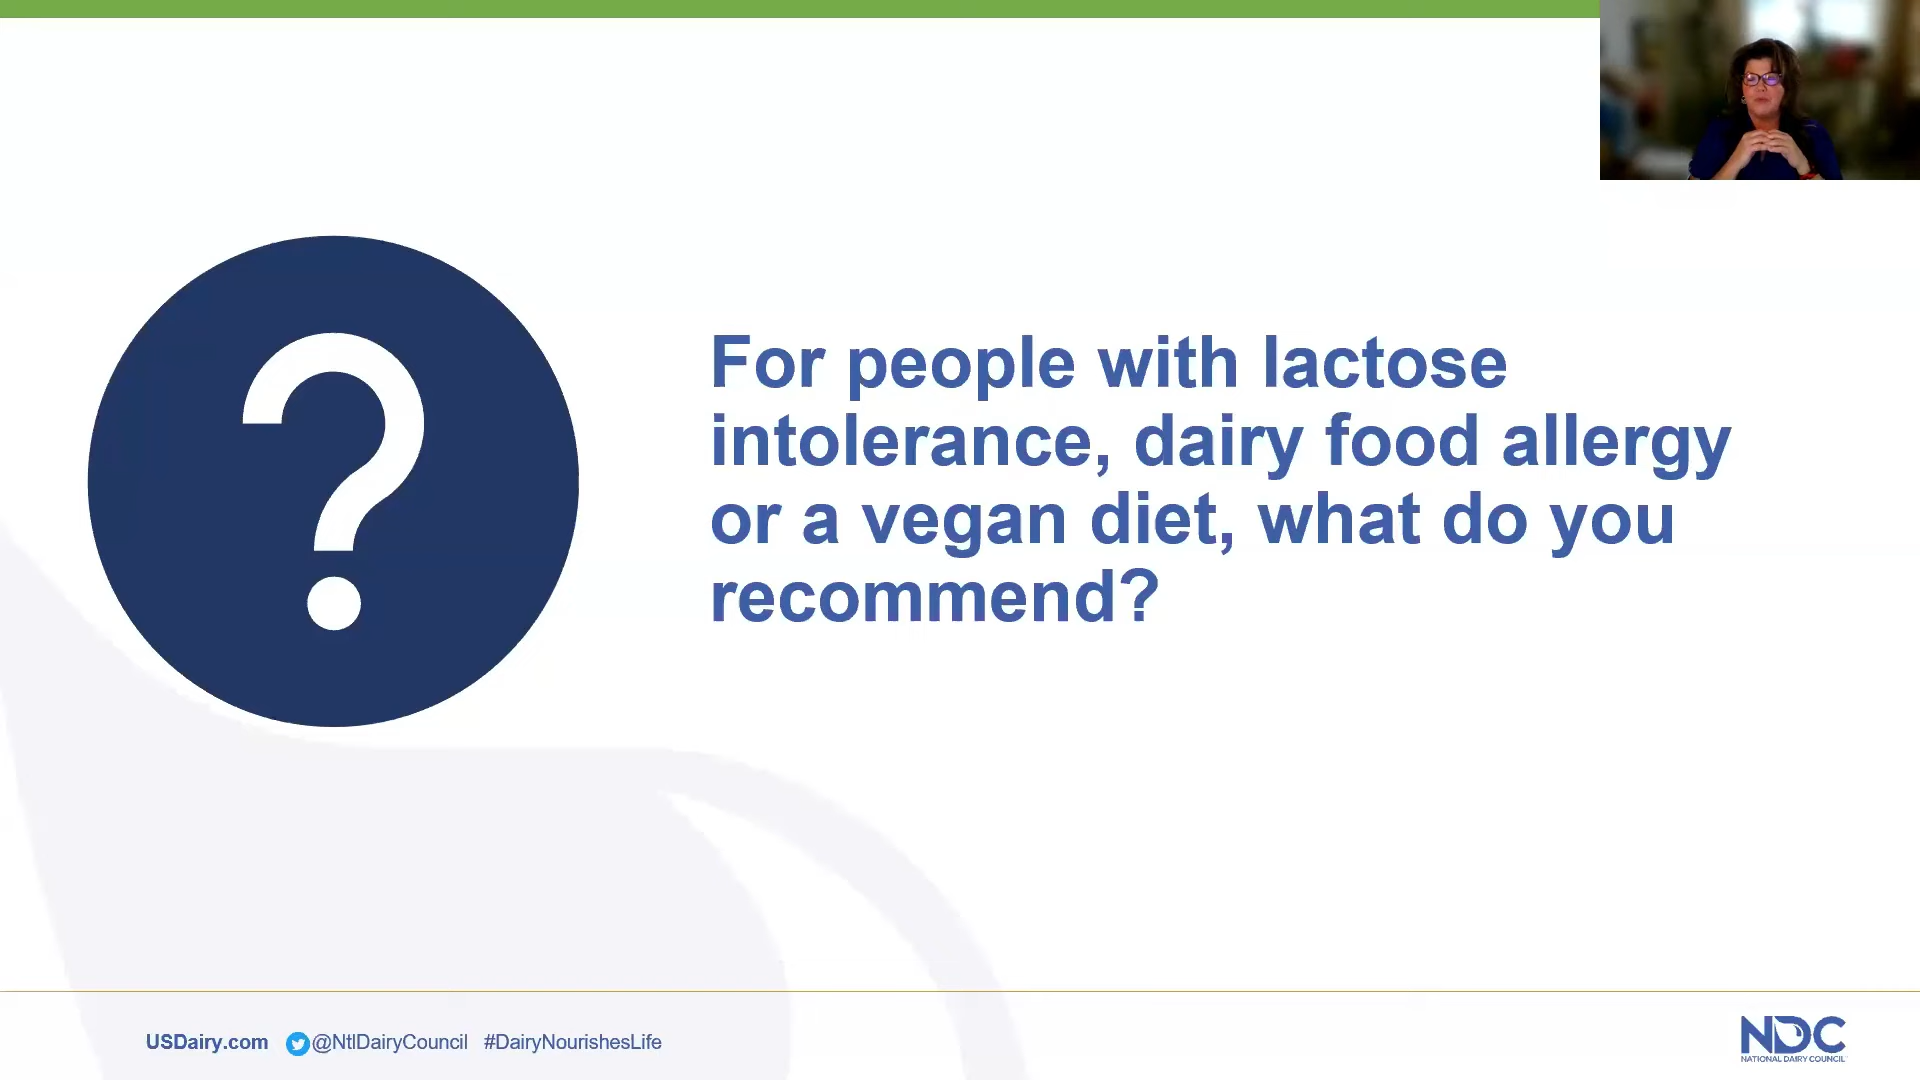 For people with lactose
intolerance, dairy food allergy
or a vegan diet, what do you
recommend?
USDairy.com @NtlDairyCouncil #DairyNourishesLife
NDC
NATIONAL DAIRY COUNCIL